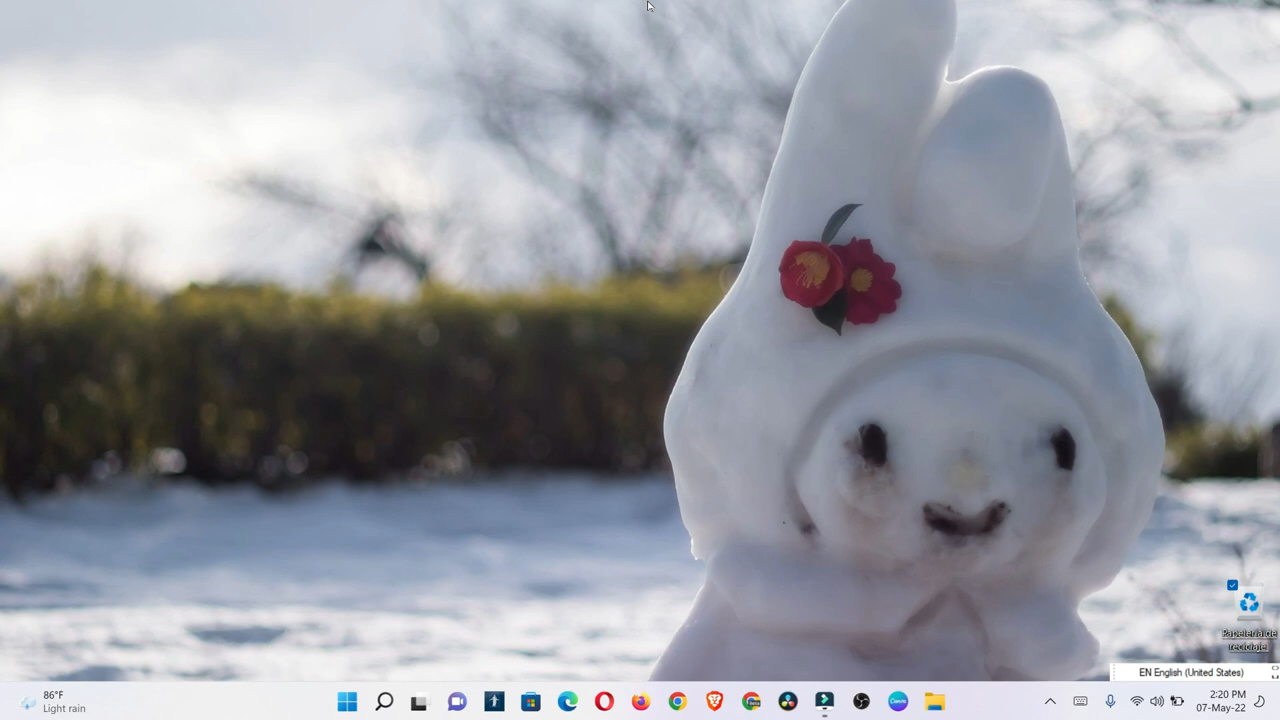 Papelería de
reciclaje
EN English (United States)
86°F
Light rain
2:20 PM
07-May-22